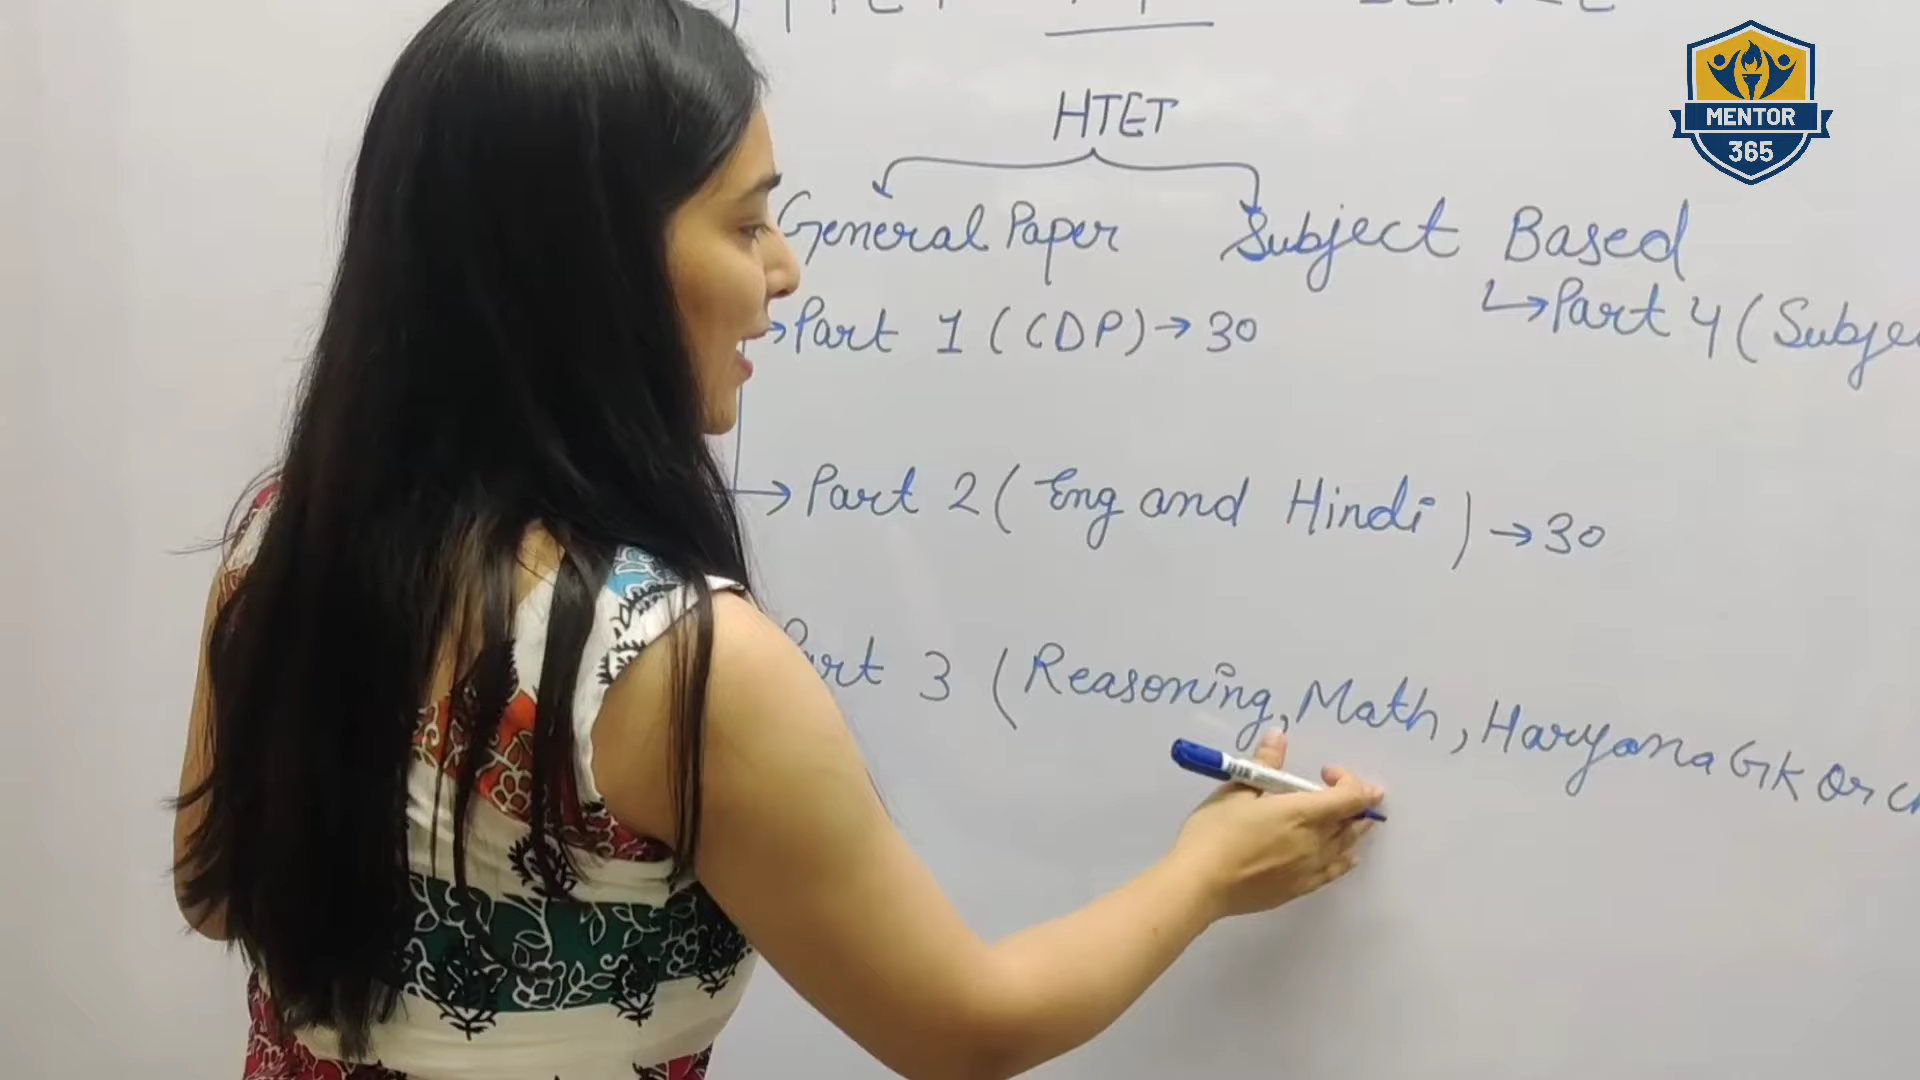 HTET
General Paper Subject Based
Part 1 (CDP) → 30
↳ Part 4 (Subje
→ Part 2 (Eng and Hindi) → 30
Part 3 (Reasoning, Math, Haryana GK or
MENTOR
365